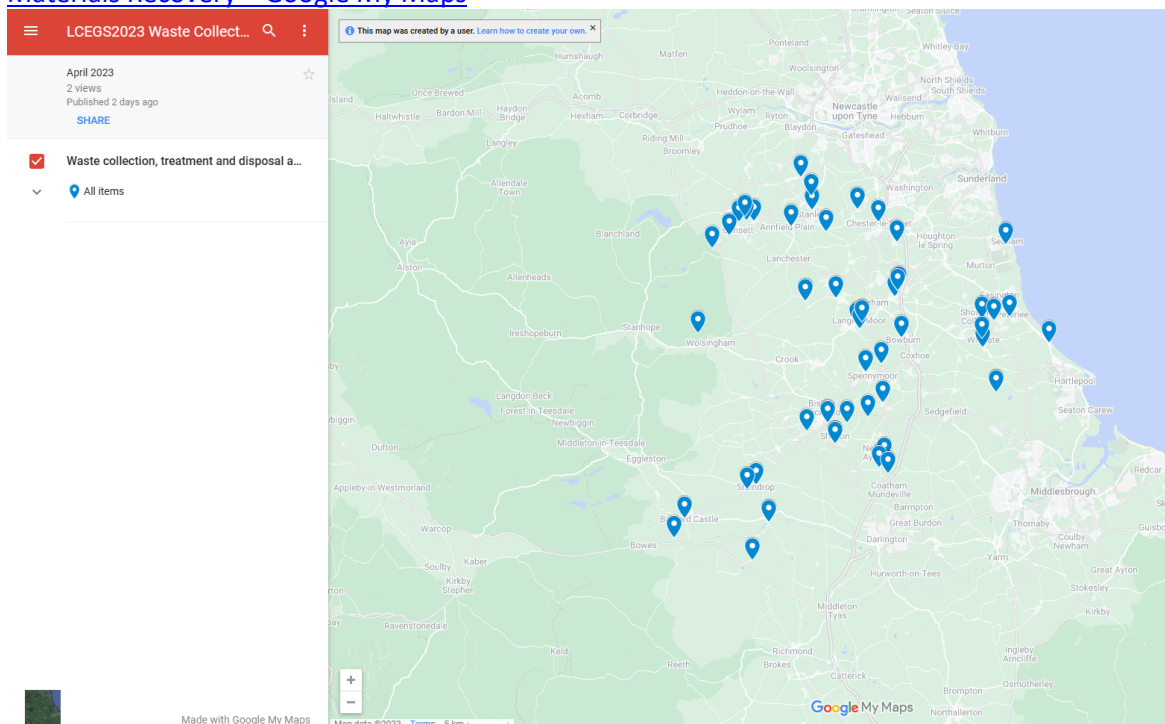 Materials Recovery – Google My Maps
LCEGS2023 Waste Collect...
This map was created by a user. Learn how to create your own.
April 2023
2 views
Published 2 days ago
SHARE
Waste collection, treatment and disposal a...
All items
Made with Google My Maps
Seaton Sluice
Ponteland
Whitley Bay
Matfen
Humshaugh
Woolsington
North Shields
South Shields
Once Brewed
Acomb
Heddon-on-the-Wall
Wallsend
Haltwhistle
Bardon Mill
Haydon
Bridge
Hexham
Corbridge
Wylam
Ryton
Newcastle
upon Tyne
Hebburn
Prudhoe
Blaydon
Gateshead
Whitburn
Riding Mill
Broomley
Langley
Allendale
Town
Washington
Sunderland
Annfield Plain
Houghton
le Spring
Blanchland
Ayle
Lanchester
Murton
Alston
Allenheads
Ireshopeburn
Stanhope
Wolsingham
Bowburn
Coxhoe
Crook
Spennymoor
Hartlepool
Langdon Beck
Forest-in-Teesdale
Newbiggin
Sedgefield
Seaton Carew
Dufton
Middleton-in-Teesdale
Eggleston
Redcar
Appleby-in-Westmorland
Coatham
Mundeville
Middlesbrough
Barmpton
Great Burdon
Thornaby
Warcop
Bowes
Darlington
Coulby
Newham
Yarm
Soulby
Kaber
Hurworth-on-Tees
Great Ayton
Kirkby
Stephen
Stokesley
Middleton
Tyas
Kirkby
Ravenstonedale
Keld
Reeth
Richmond
Brokes
Ingleby
Arncliffe
Catterick
Brompton
Osmotherley
Northallerton
Google My Maps
Map data ©2023
Terms
5 km